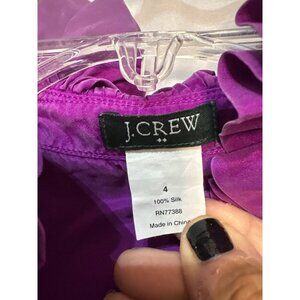 J.CREW
4
100% Silk
RN77388
Made in China